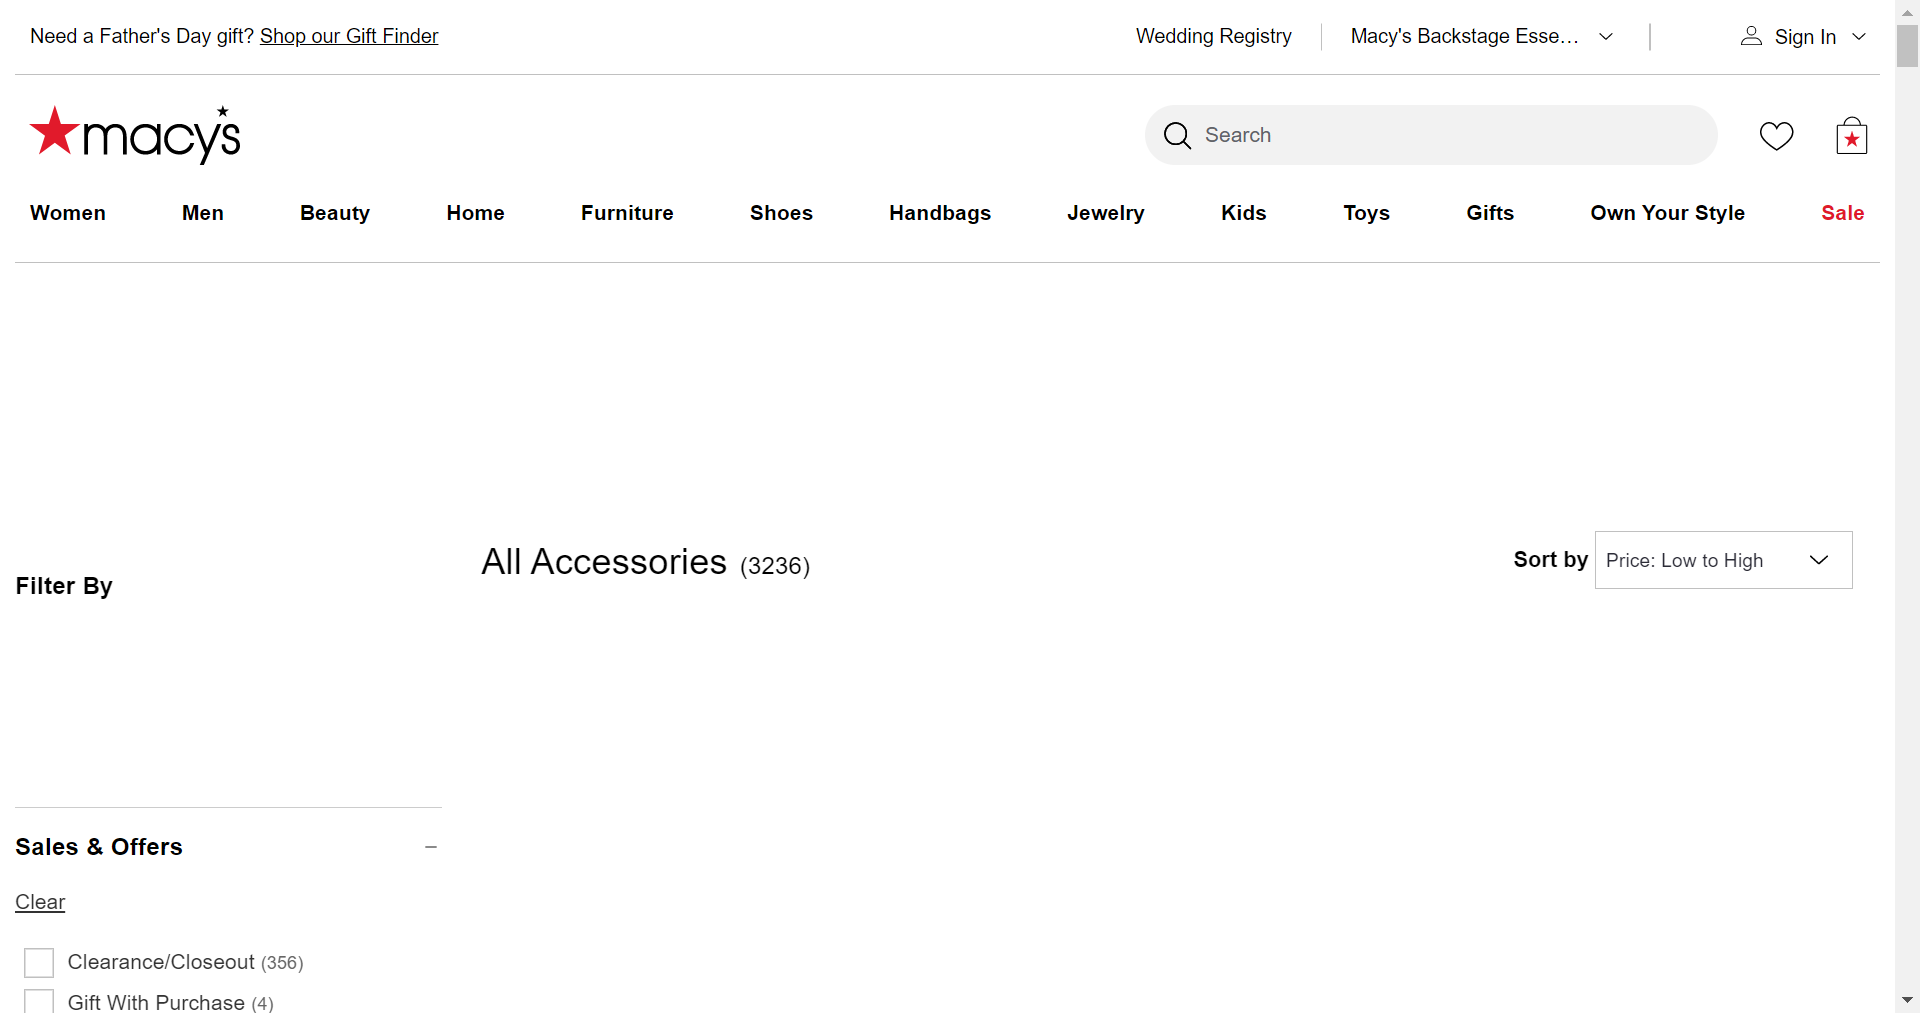 Need a Father's Day gift? Shop our Gift Finder
Wedding Registry
Macy's Backstage Esse...
Sign In
macy's
Search
Women Men Beauty Home Furniture Shoes Handbags Jewelry Kids Toys Gifts Own Your Style Sale
All Accessories (3236)
Sort by Price: Low to High
Filter By
Sales & Offers
Clear
Clearance/Closeout (356)
Gift With Purchase (4)